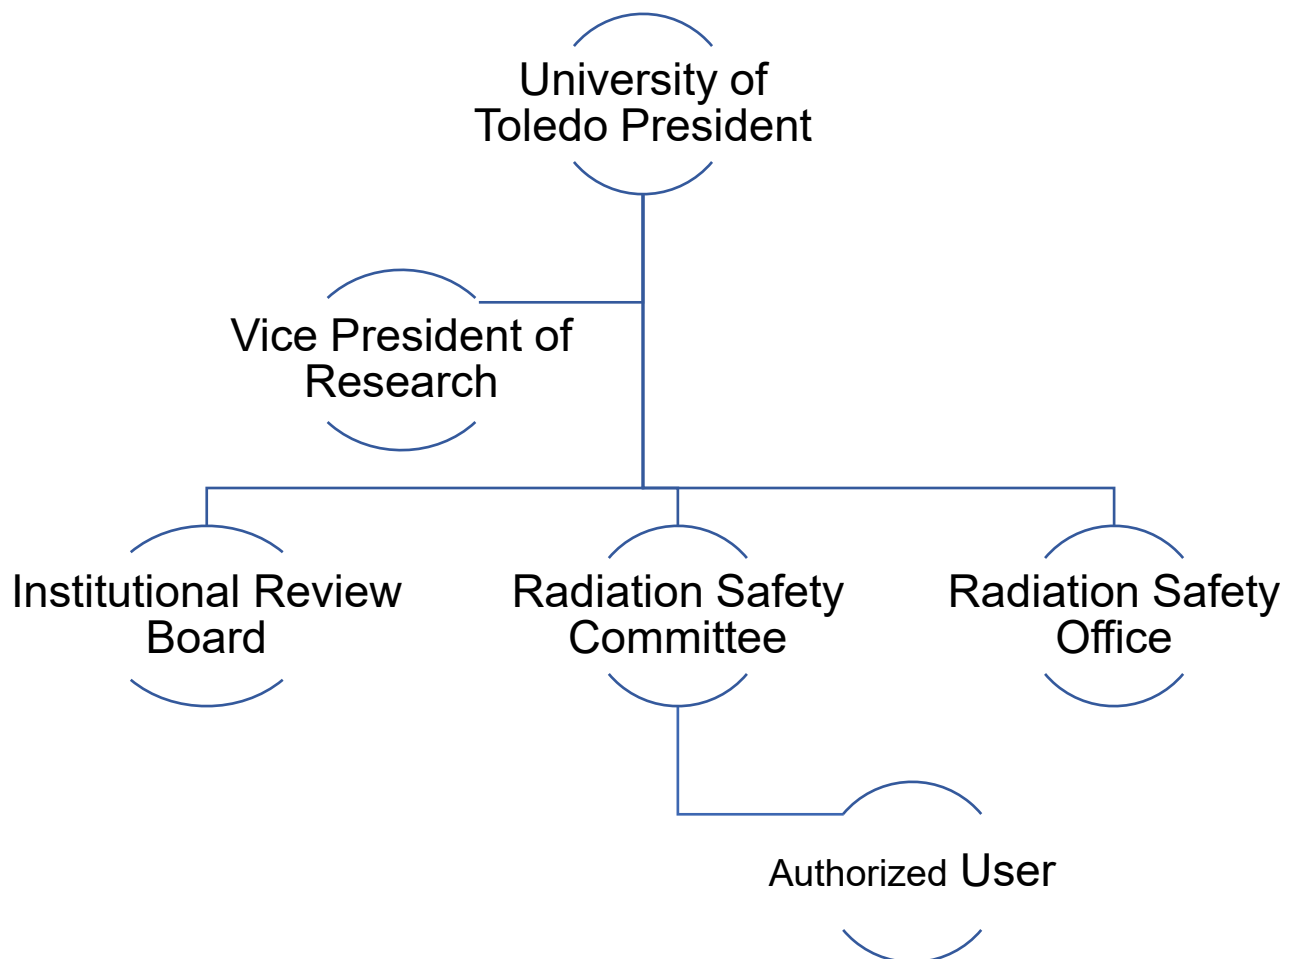 University of
Toledo President
Vice President of
Research
Institutional Review
Board
Radiation Safety
Committee
Radiation Safety
Office
Authorized User